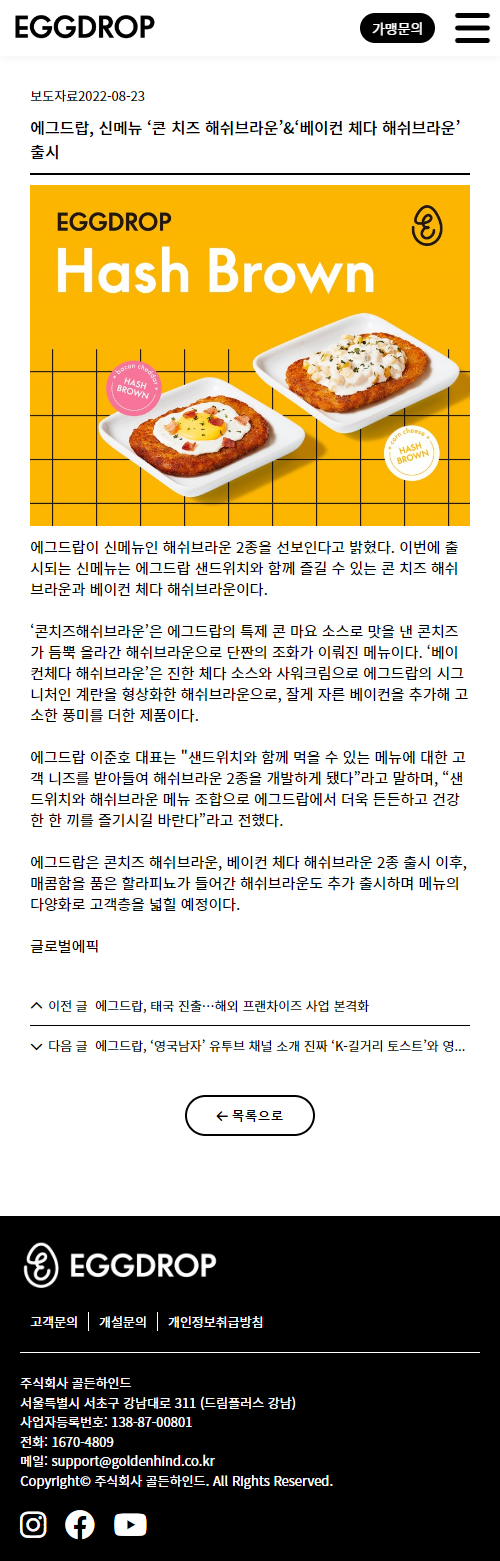 EGGDROP
가맹문의
보도자료2022-08-23
에그드랍, 신메뉴 ‘콘 치즈 해쉬브라운’&‘베이컨 체다 해쉬브라운’
출시
EGGDROP
Hash Brown
bacon cheddar
HASH
BROWN
corn cheese
HASH
BROWN
에그드랍이 신메뉴인 해쉬브라운 2종을 선보인다고 밝혔다. 이번에 출
시되는 신메뉴는 에그드랍 샌드위치와 함께 즐길 수 있는 콘 치즈 해쉬
브라운과 베이컨 체다 해쉬브라운이다.
‘콘치즈해쉬브라운’은 에그드랍의 특제 콘 마요 소스로 맛을 낸 콘치즈
가 듬뿍 올라간 해쉬브라운으로 단짠의 조화가 이뤄진 메뉴이다. ‘베이
컨체다 해쉬브라운’은 진한 체다 소스와 사워크림으로 에그드랍의 시그
니처인 계란을 형상화한 해쉬브라운으로, 잘게 자른 베이컨을 추가해 고
소한 풍미를 더한 제품이다.
에그드랍 이준호 대표는 "샌드위치와 함께 먹을 수 있는 메뉴에 대한 고
객 니즈를 받아들여 해쉬브라운 2종을 개발하게 됐다”라고 말하며, “샌
드위치와 해쉬브라운 메뉴 조합으로 에그드랍에서 더욱 든든하고 건강
한 한 끼를 즐기시길 바란다”라고 전했다.
에그드랍은 콘치즈 해쉬브라운, 베이컨 체다 해쉬브라운 2종 출시 이후,
매콤함을 품은 할라피뇨가 들어간 해쉬브라운도 추가 출시하며 메뉴의
다양화로 고객층을 넓힐 예정이다.
글로벌에픽
이전 글 에그드랍, 태국 진출…해외 프랜차이즈 사업 본격화
다음 글 에그드랍, ‘영국남자’ 유투브 채널 소개 진짜 ‘K-길거리 토스트’와 영...
← 목록으로
EGGDROP
고객문의 개설문의 개인정보취급방침
주식회사 골든하인드
서울특별시 서초구 강남대로 311 (드림플러스 강남)
사업자등록번호: 138-87-00801
전화: 1670-4809
메일: support@goldenhind.co.kr
Copyright© 주식회사 골든하인드. All Rights Reserved.